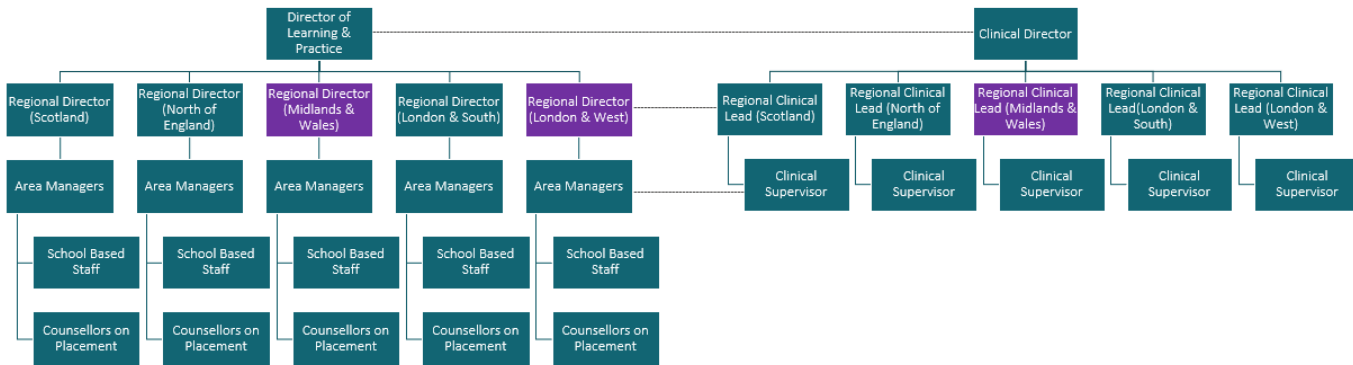 Director of
Learning &
Practice
Clinical Director
Regional Director
(Scotland)
Regional Director
(North of
England)
Regional Director
(Midlands &
Wales)
Regional Director
(London & South)
Regional Director
(London & West)
Regional Clinical
Lead (Scotland)
Regional Clinical
Lead (North of
England)
Regional Clinical
Lead (Midlands &
Wales)
Regional Clinical
Lead(London &
South)
Regional Clinical
Lead (London &
West)
Area Managers
Area Managers
Area Managers
Area Managers
Area Managers
Clinical
Supervisor
Clinical
Supervisor
Clinical
Supervisor
Clinical
Supervisor
Clinical
Supervisor
School Based
Staff
School Based
Staff
School Based
Staff
School Based
Staff
School Based
Staff
Counsellors on
Placement
Counsellors on
Placement
Counsellors on
Placement
Counsellors on
Placement
Counsellors on
Placement